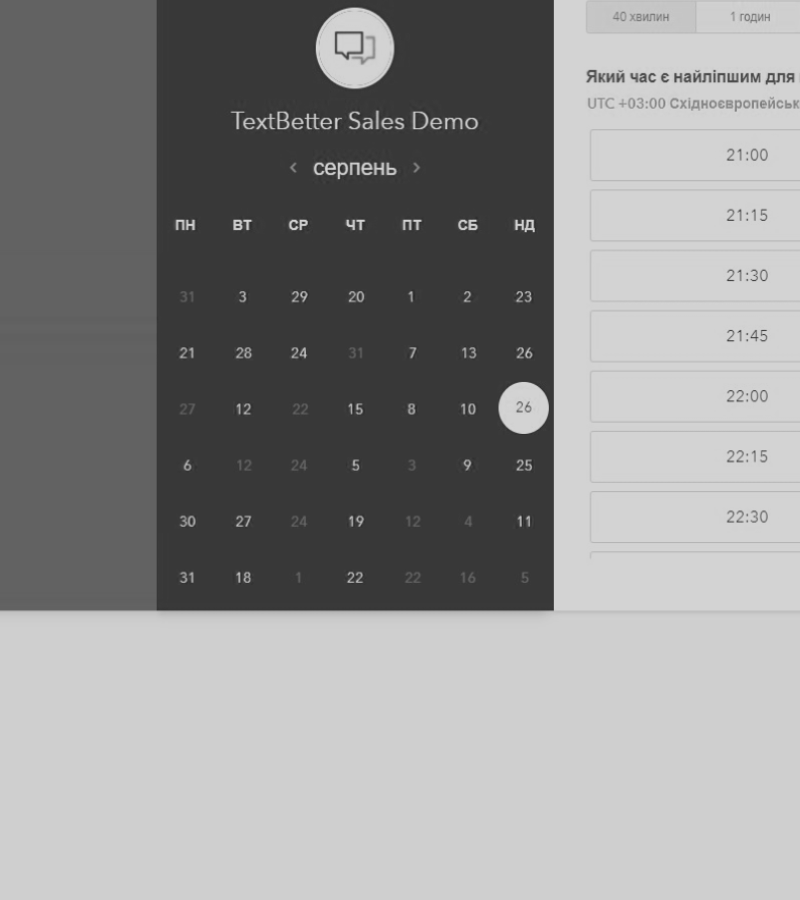 TextBetter Sales Demo
серпень
ПН ВТ СР ЧТ ПТ СБ НД
31 3 29 20 1 2 23
21 28 24 31 7 13 26
27 12 22 15 8 10 26
6 12 24 5 3 9 25
30 27 24 19 12 4 11
31 18 1 22 22 16 5
40 хвилин 1 годин
Який час є найліпшим для
UTC +03:00 Східноєвропейськ
21:00
21:15
21:30
21:45
22:00
22:15
22:30